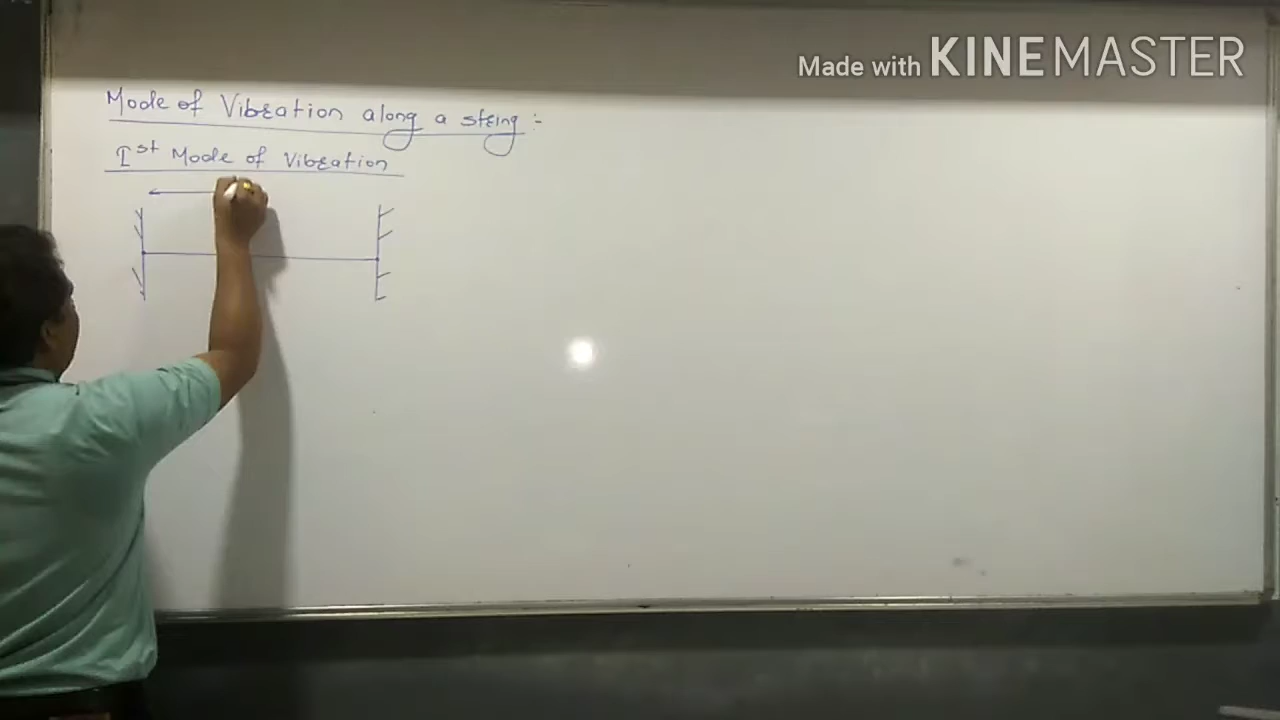 Made with KINEMASTER
Mode of Vibration along a string :-
Ist Mode of Vibration